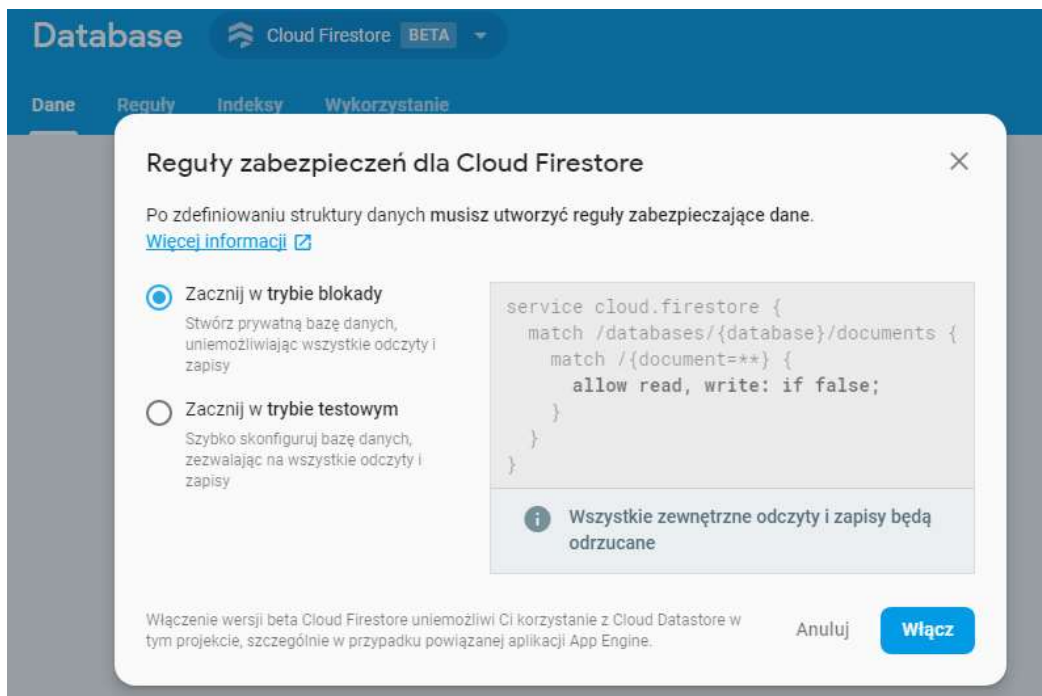 Database Cloud Firestore BETA
Dane Reguły Indeksy Wykorzystanie
Reguły zabezpieczeń dla Cloud Firestore
Po zdefiniowaniu struktury danych musisz utworzyć reguły zabezpieczające dane.
Więcej informacji
Zacznij w trybie blokady
Stwórz prywatną bazę danych,
uniemożliwiając wszystkie odczyty i
zapisy
Zacznij w trybie testowym
Szybko skonfiguruj bazę danych,
zezwalając na wszystkie odczyty i
zapisy
service cloud.firestore {
  match /databases/{database}/documents {
    match /{document=**} {
      allow read, write: if false;
    }
  }
}
Wszystkie zewnętrzne odczyty i zapisy będą
odrzucane
Włączenie wersji beta Cloud Firestore uniemożliwi Ci korzystanie z Cloud Datastore w
tym projekcie, szczególnie w przypadku powiązanej aplikacji App Engine.
Anuluj Włącz